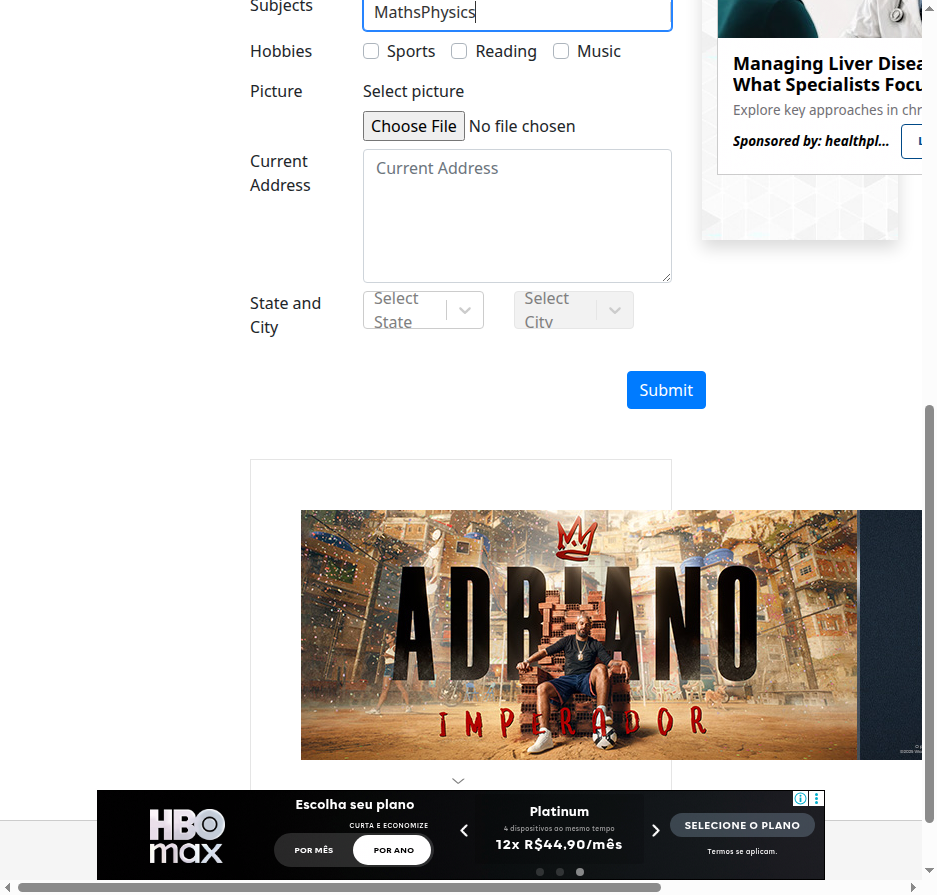 Subjects
MathsPhysics
Hobbies
Sports
Reading
Music
Picture
Select picture
Choose File No file chosen
Current Address
Current Address
State and City
Select State
Select City
Submit
Managing Liver Disea
What Specialists Focu
Explore key approaches in chr
Sponsored by: healthpl...
L
ADRIANO
IMPERADOR
HBO max
Escolha seu plano
CURTA E ECONOMIZE
POR MÊS
POR ANO
Platinum
4 dispositivos ao mesmo tempo
12x R$44,90/mês
SELECIONE O PLANO
Termos se aplicam.